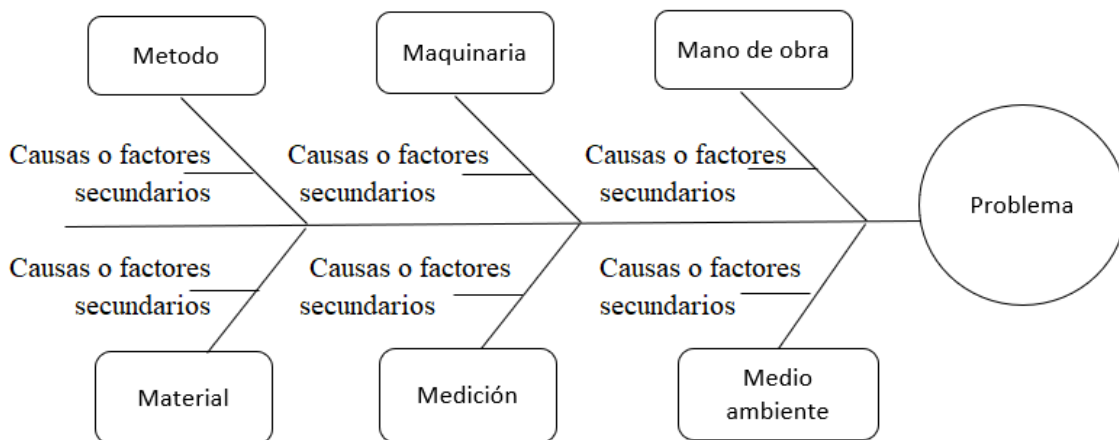 Metodo
Maquinaria
Mano de obra
Causas o factores
secundarios
Causas o factores
secundarios
Causas o factores
secundarios
Problema
Causas o factores
secundarios
Causas o factores
secundarios
Causas o factores
secundarios
Material
Medición
Medio
ambiente